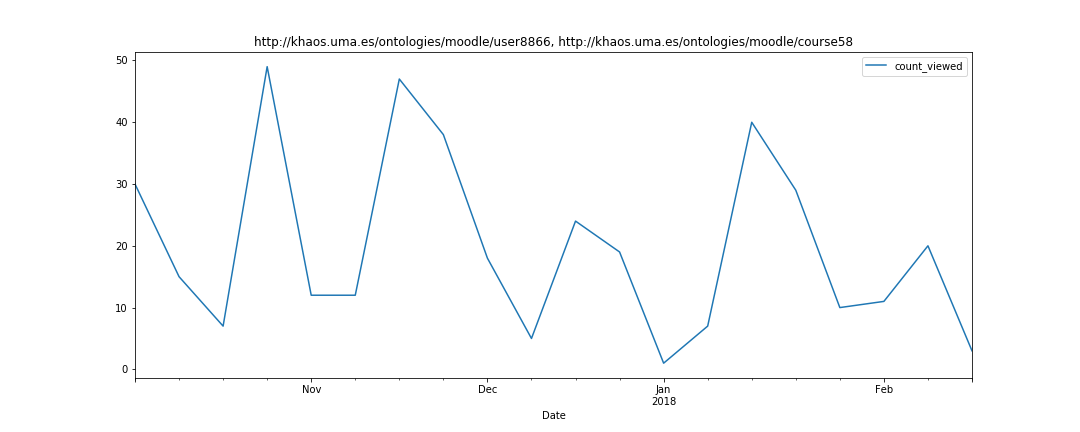 http://khaos.uma.es/ontologies/moodle/user8866, http://khaos.uma.es/ontologies/moodle/course58
count_viewed
50
40
30
20
10
0
Nov Dec Jan Feb
2018
Date